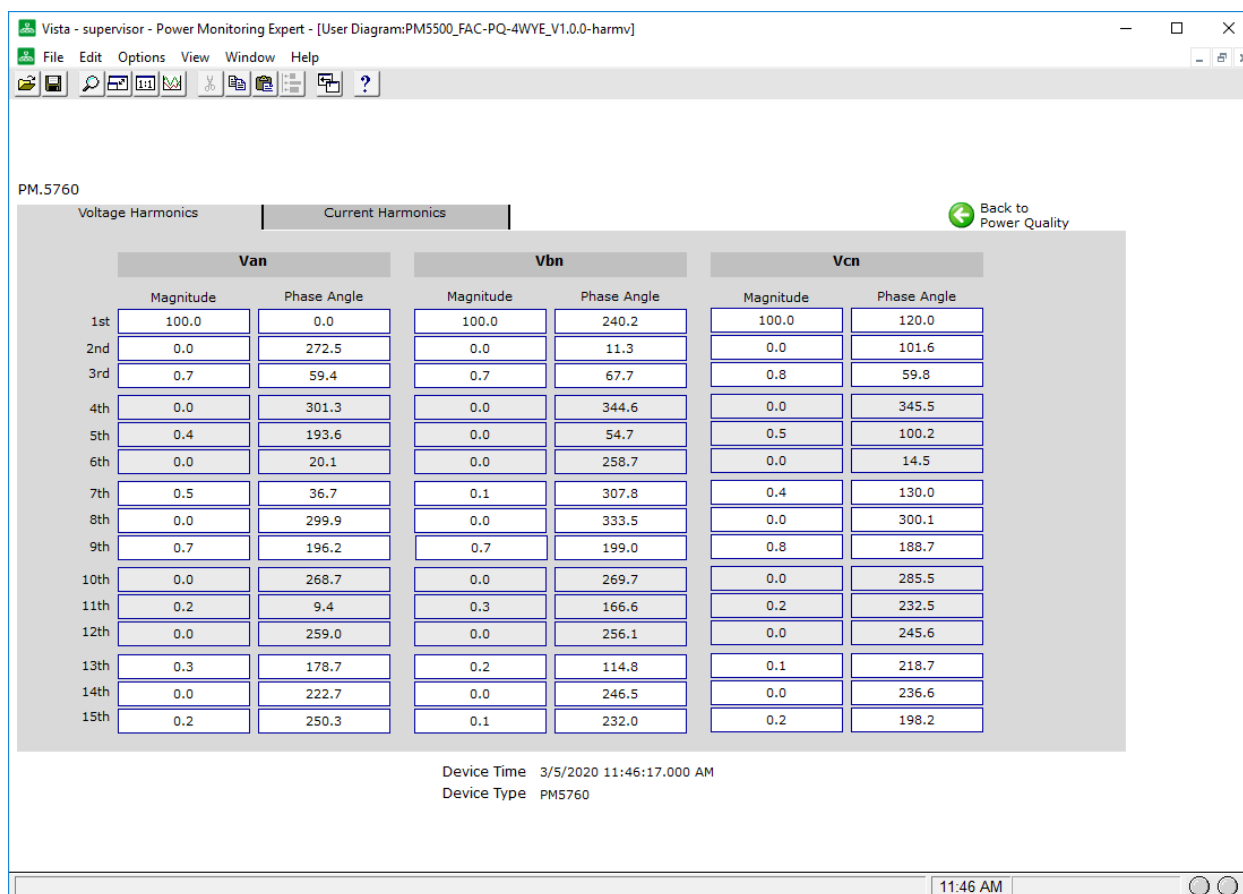 Vista - supervisor - Power Monitoring Expert - [User Diagram:PM5500_FAC-PQ-4WYE_V1.0.0-harmv]
File Edit Options View Window Help
1:1 ?
PM.5760
Voltage Harmonics Current Harmonics Back to
Power Quality
Van Vbn Vcn
Magnitude Phase Angle Magnitude Phase Angle Magnitude Phase Angle
1st 100.0 0.0 100.0 240.2 100.0 120.0
2nd 0.0 272.5 0.0 11.3 0.0 101.6
3rd 0.7 59.4 0.7 67.7 0.8 59.8
4th 0.0 301.3 0.0 344.6 0.0 345.5
5th 0.4 193.6 0.0 54.7 0.5 100.2
6th 0.0 20.1 0.0 258.7 0.0 14.5
7th 0.5 36.7 0.1 307.8 0.4 130.0
8th 0.0 299.9 0.0 333.5 0.0 300.1
9th 0.7 196.2 0.7 199.0 0.8 188.7
10th 0.0 268.7 0.0 269.7 0.0 285.5
11th 0.2 9.4 0.3 166.6 0.2 232.5
12th 0.0 259.0 0.0 256.1 0.0 245.6
13th 0.3 178.7 0.2 114.8 0.1 218.7
14th 0.0 222.7 0.0 246.5 0.0 236.6
15th 0.2 250.3 0.1 232.0 0.2 198.2
Device Time 3/5/2020 11:46:17.000 AM
Device Type PM5760
11:46 AM